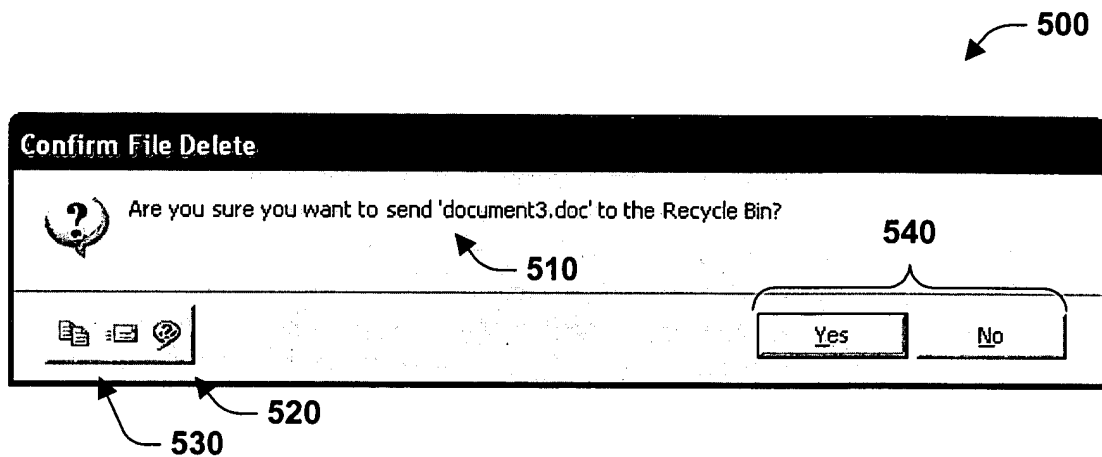 500
Confirm File Delete
Are you sure you want to send 'document3.doc' to the Recycle Bin?
540
510
Yes
No
520
530